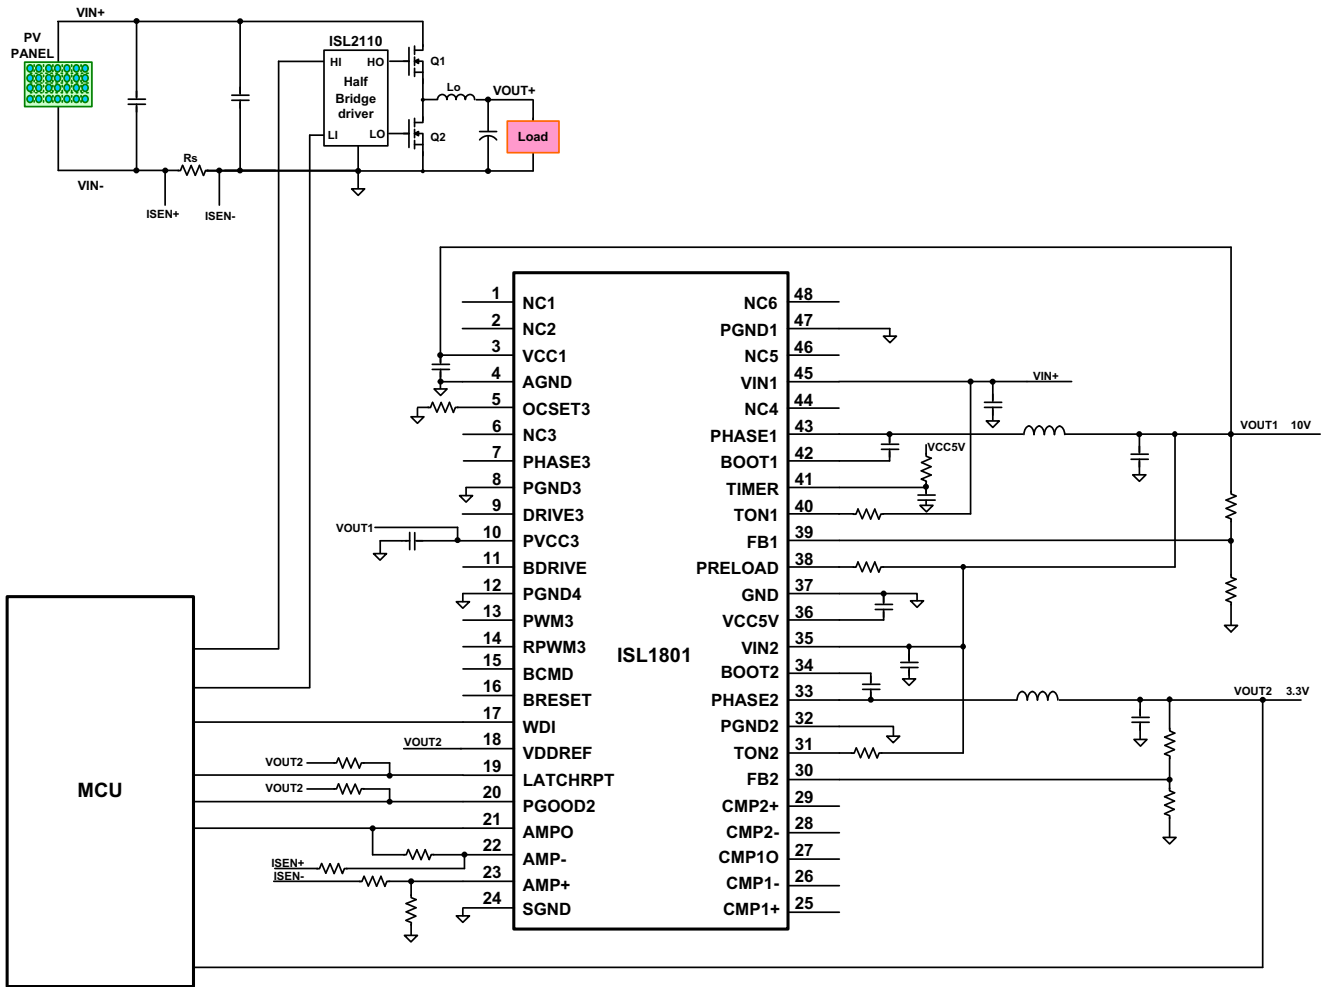 VIN+
PV
PANEL
ISL2110
HI
HO
Q1
Half
Bridge
driver
Lo
VOUT+
LI
LO
Q2
Load
Rs
VIN-
ISEN+
ISEN-
1
NC1
NC6
48
2
NC2
PGND1
47
3
VCC1
NC5
46
4
AGND
VIN1
45
VIN+
5
OCSET3
NC4
44
6
NC3
PHASE1
43
VOUT1 10V
7
PHASE3
BOOT1
42
VCC5V
8
PGND3
TIMER
41
9
DRIVE3
TON1
40
VOUT1
10
PVCC3
FB1
39
11
BDRIVE
PRELOAD
38
12
PGND4
GND
37
13
PWM3
VCC5V
36
14
RPWM3
VIN2
35
ISL1801
15
BCMD
BOOT2
34
16
BRESET
PHASE2
33
VOUT2 3.3V
17
WDI
PGND2
32
VOUT2
18
VDDREF
TON2
31
VOUT2
19
LATCHRPT
FB2
30
MCU
VOUT2
20
PGOOD2
CMP2+
29
21
AMPO
CMP2-
28
22
AMP-
CMP1O
27
ISEN+
ISEN-
23
AMP+
CMP1-
26
24
SGND
CMP1+
25